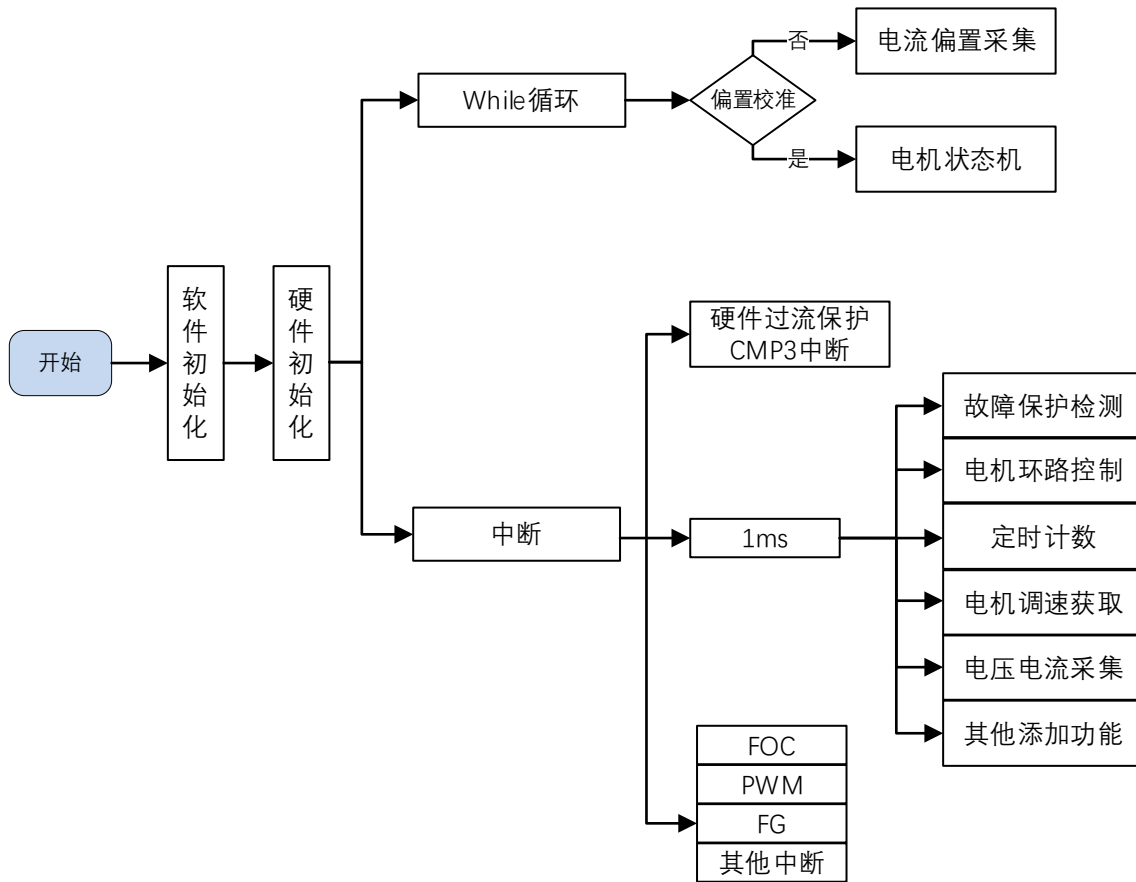 否
电流偏置采集
While循环
偏置校准
是
电机状态机
开始
软
件
初
始
化
硬
件
初
始
化
硬件过流保护
CMP3中断
故障保护检测
电机环路控制
中断
1ms
定时计数
电机调速获取
电压电流采集
其他添加功能
FOC
PWM
FG
其他中断